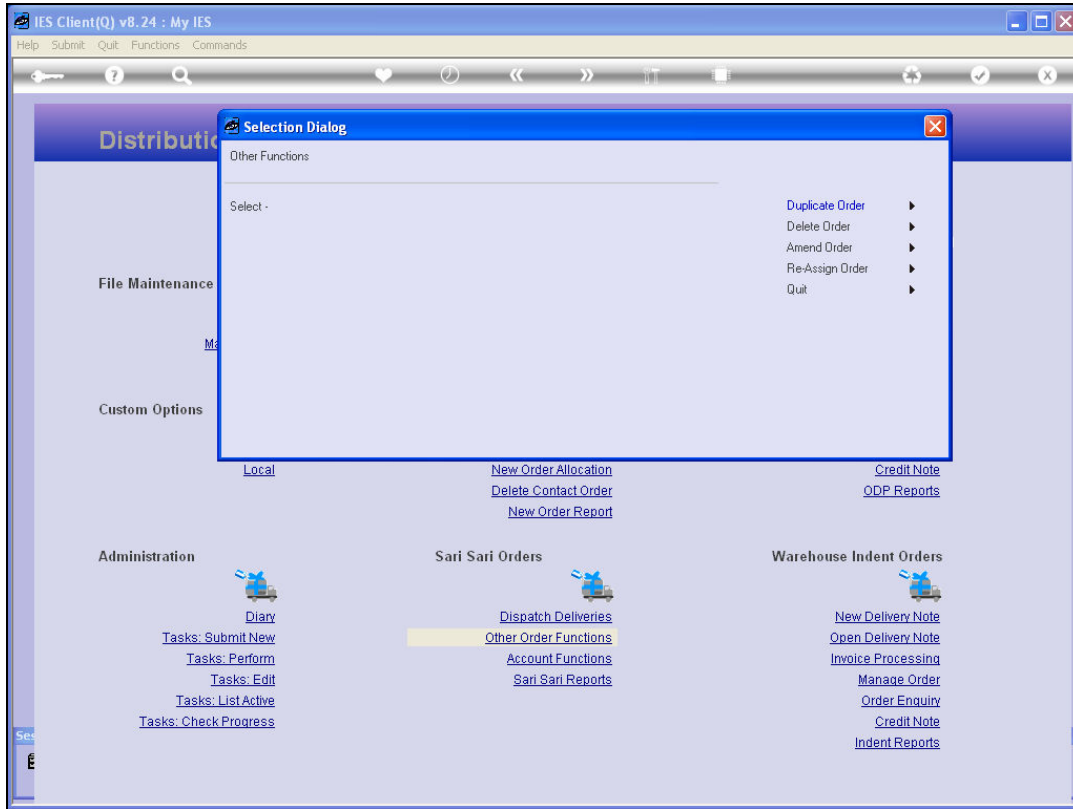 IES Client(Q) v8.24 : My IES
Help Submit Quit Functions Commands
Selection Dialog
Other Functions
Select -
Duplicate Order
Delete Order
Amend Order
Re-Assign Order
Quit
File Maintenance
Custom Options
Local
New Order Allocation
Delete Contact Order
New Order Report
Credit Note
ODP Reports
Administration
Diary
Tasks: Submit New
Tasks: Perform
Tasks: Edit
Tasks: List Active
Tasks: Check Progress
Sari Sari Orders
Dispatch Deliveries
Other Order Functions
Account Functions
Sari Sari Reports
Warehouse Indent Orders
New Delivery Note
Open Delivery Note
Invoice Processing
Manage Order
Order Enquiry
Credit Note
Indent Reports